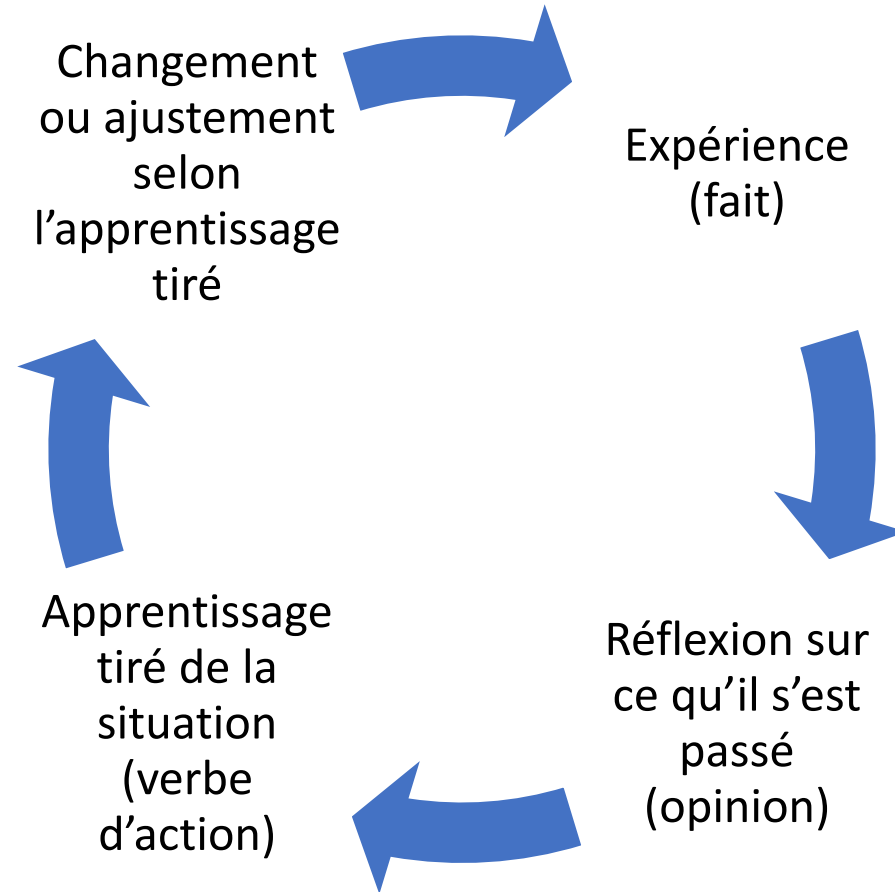 Changement
ou ajustement
selon
l’apprentissage
tiré
Expérience
(fait)
Réflexion sur
ce qu’il s’est
passé
(opinion)
Apprentissage
tiré de la
situation
(verbe
d’action)